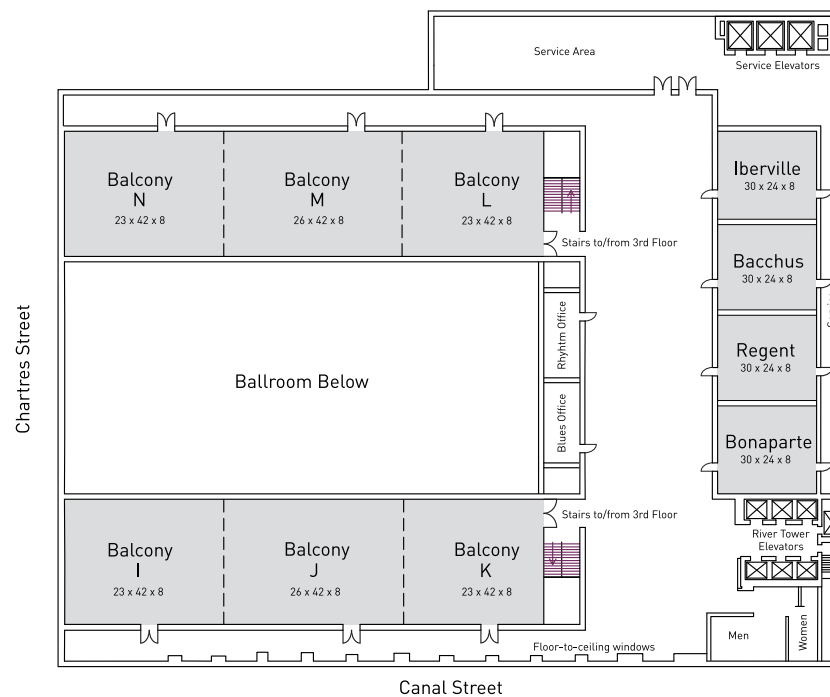 Service Area
Service Elevators
Balcony
N
23 x 42 x 8
Balcony
M
26 x 42 x 8
Balcony
L
23 x 42 x 8
Iberville
30 x 24 x 8
Stairs to/from 3rd Floor
Bacchus
30 x 24 x 8
Rhyhtm Office
Chartres Street
Ballroom Below
Regent
30 x 24 x 8
Blues Office
Bonaparte
30 x 24 x 8
Stairs to/from 3rd Floor
River Tower
Elevators
Balcony
I
23 x 42 x 8
Balcony
J
26 x 42 x 8
Balcony
K
23 x 42 x 8
Floor-to-ceiling windows
Men
Women
Canal Street